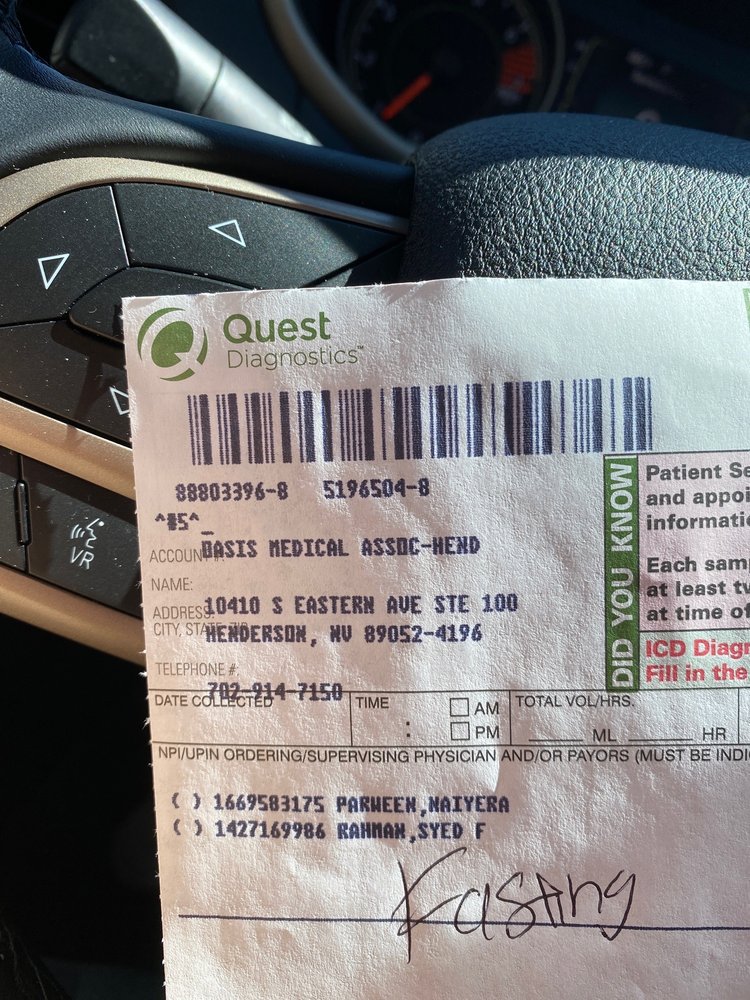 Quest
Diagnostics™
88803396-8 5196504-8
^#5^_
ACCOUNT #:
OASIS MEDICAL ASSOC-HEND
NAME:
ADDRESS:
10410 S EASTERN AVE STE 100
CITY, STATE, ZIP
HENDERSON, NV 89052-4196
TELEPHONE #:
702-914-7150
DID YOU KNOW
Patient Se
and appoi
informatio
Each sam
at least tw
at time of
ICD Diagn
Fill in the
DATE COLLECTED
TIME
:
AM
PM
TOTAL VOL/HRS.
ML HR
NPI/UPIN ORDERING/SUPERVISING PHYSICIAN AND/OR PAYORS (MUST BE INDI
( ) 1669583175 PARVEEN,NAIYERA
( ) 1427169986 RAHMAN,SYED F
Fasting
VR